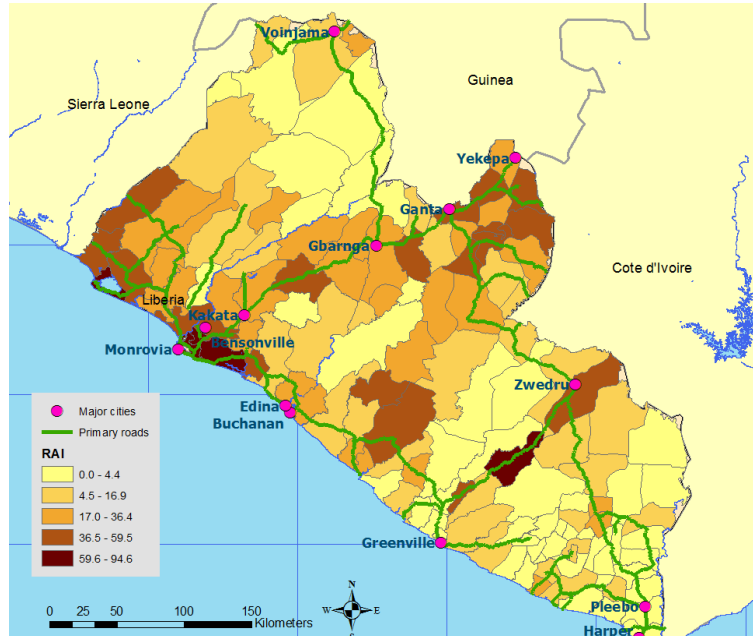 Voinjama
Guinea
Sierra Leone
Yekepa
Ganta
Gbarnga
Cote d'Ivoire
Liberia
Kakata
Bensonville
Monrovia
Zwedru
Edina
Buchanan
Major cities
Primary roads
RAI
0.0 - 4.4
4.5 - 16.9
17.0 - 36.4
36.5 - 59.5
59.6 - 94.6
Greenville
N
W E
S
0 25 50 100 150
Kilometers
Pleebo
Harper